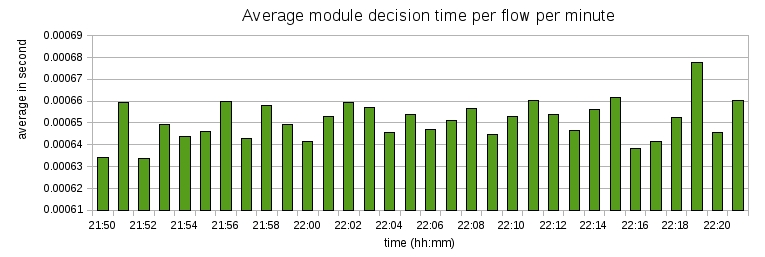 Average module decision time per flow per minute
0.00069
0.00068
0.00067
0.00066
0.00065
0.00064
0.00063
0.00062
0.00061
average in second
21:50 21:52 21:54 21:56 21:58 22:00 22:02 22:04 22:06 22:08 22:10 22:12 22:14 22:16 22:18 22:20
time (hh:mm)